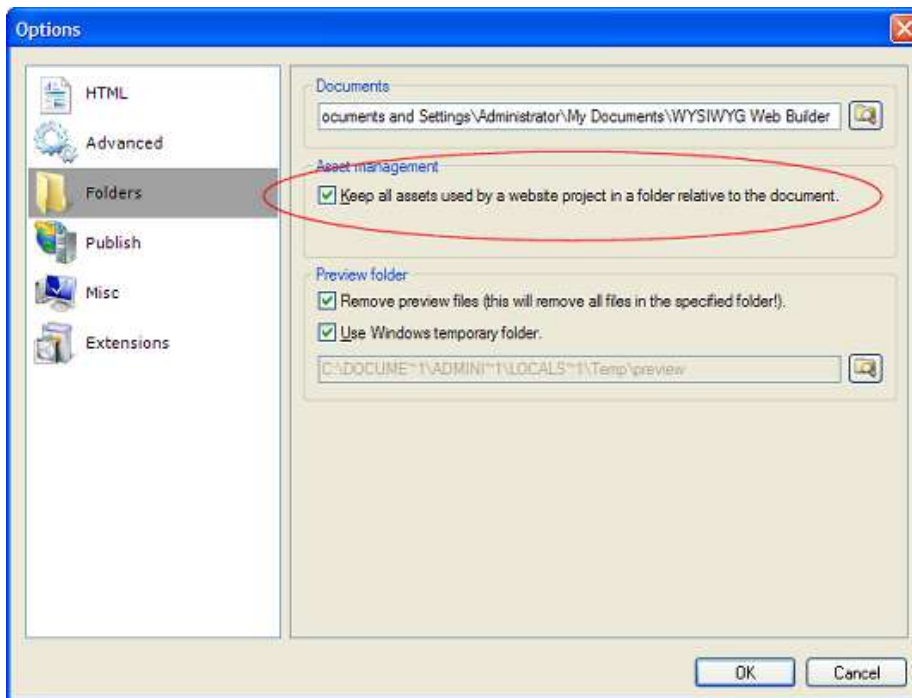 Options
HTML
Advanced
Folders
Publish
Misc
Extensions
Documents
ocuments and Settings\Administrator\My Documents\WYSIWYG Web Builder
Asset management
Keep all assets used by a website project in a folder relative to the document.
Preview folder
Remove preview files (this will remove all files in the specified folder!).
Use Windows temporary folder.
C:\DOCUME~1\ADMINI~1\LOCALS~1\Temp\preview
OK
Cancel